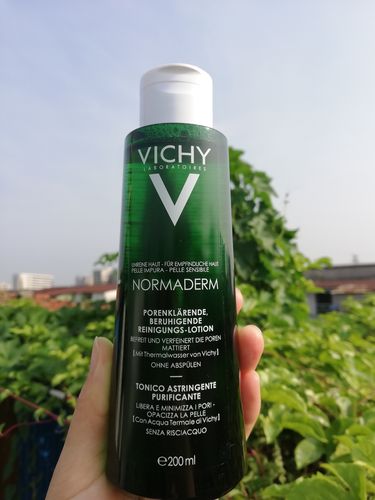 VICHY
LABORATOIRES
V
UNREINE HAUT - FÜR EMPFINDLICHE HAUT
PELLE IMPURA - PELLE SENSIBILE
NORMADERM
PORENKLÄRENDE,
BERUHIGENDE
REINIGUNGS-LOTION
BEFREIT UND VERFEINERT DIE POREN
MATTIERT
[Mit Thermalwasser von Vichy]
OHNE ABSPÜLEN
TONICO ASTRINGENTE
PURIFICANTE
LIBERA E MINIMIZZA I PORI -
OPACIZZA LA PELLE
[Con Acqua Termale di Vichy]
SENZA RISCIACQUO
℮200 ml